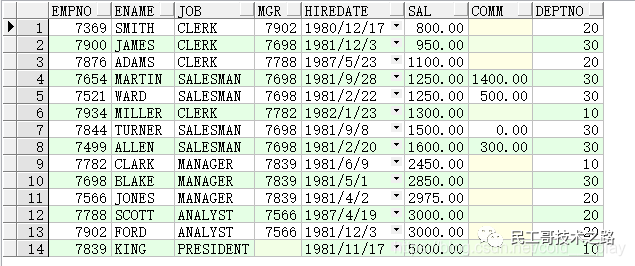 EMPNO ENAME JOB MGR HIREDATE SAL COMM DEPTNO
1 7369 SMITH CLERK 7902 1980/12/17 800.00 20
2 7900 JAMES CLERK 7698 1981/12/3 950.00 30
3 7876 ADAMS CLERK 7788 1987/5/23 1100.00 20
4 7654 MARTIN SALESMAN 7698 1981/9/28 1250.00 1400.00 30
5 7521 WARD SALESMAN 7698 1981/2/22 1250.00 500.00 30
6 7934 MILLER CLERK 7782 1982/1/23 1300.00 10
7 7844 TURNER SALESMAN 7698 1981/9/8 1500.00 0.00 30
8 7499 ALLEN SALESMAN 7698 1981/2/20 1600.00 300.00 30
9 7782 CLARK MANAGER 7839 1981/6/9 2450.00 10
10 7698 BLAKE MANAGER 7839 1981/5/1 2850.00 30
11 7566 JONES MANAGER 7839 1981/4/2 2975.00 20
12 7788 SCOTT ANALYST 7566 1987/4/19 3000.00 20
13 7902 FORD ANALYST 7566 1981/12/3 3000.00 20
14 7839 KING PRESIDENT 1981/11/17 5000.00 10
民工哥技术之路